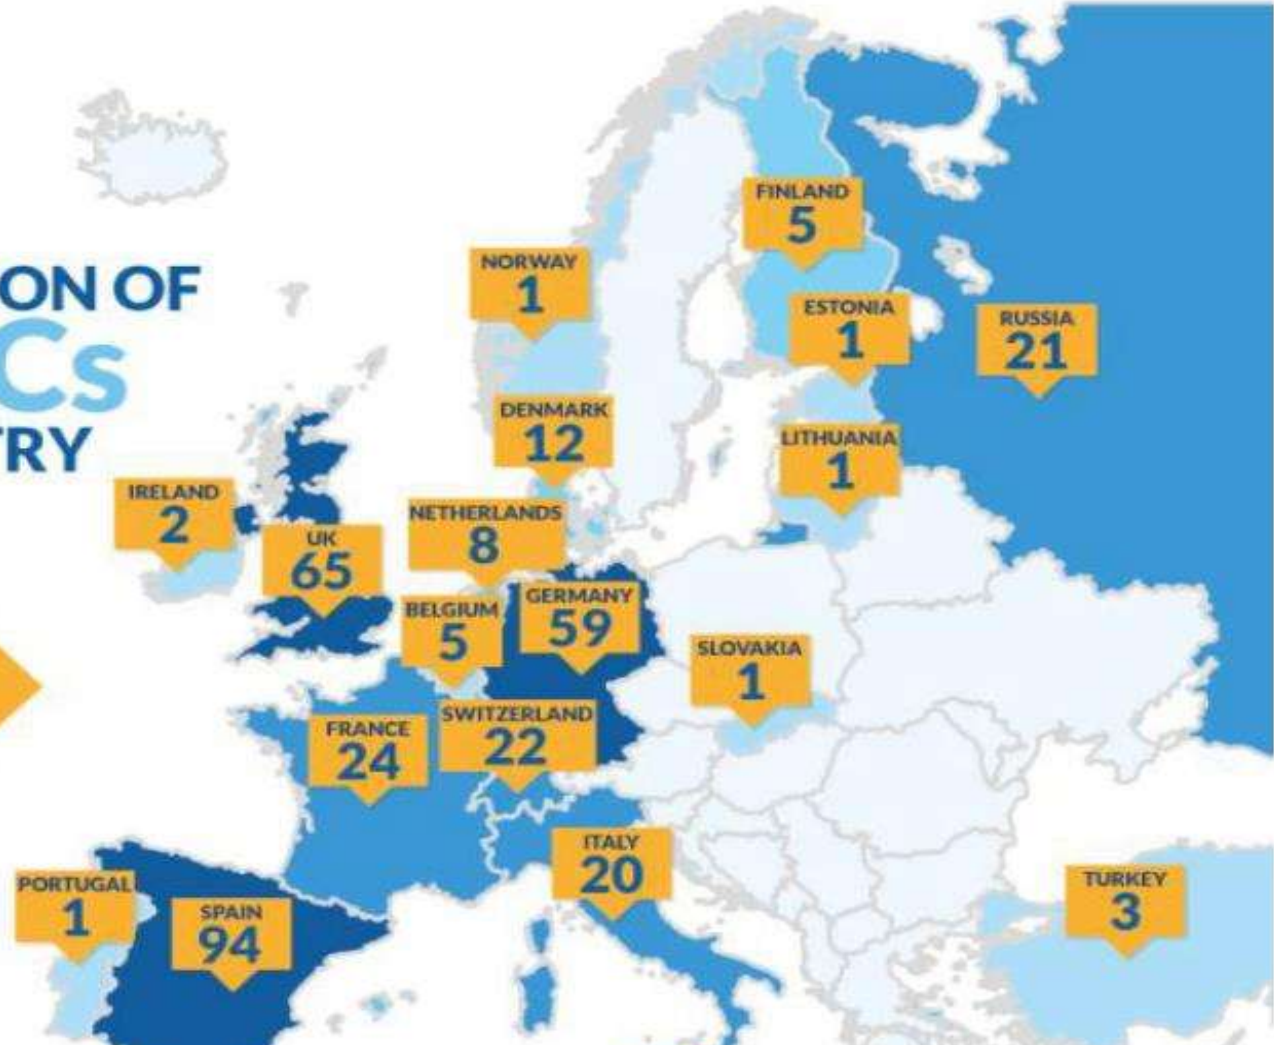 ON OF
Cs
TRY
FINLAND
5
NORWAY
1
ESTONIA
1
RUSSIA
21
DENMARK
12
LITHUANIA
1
IRELAND
2
NETHERLANDS
8
UK
65
GERMANY
59
BELGIUM
5
SLOVAKIA
1
SWITZERLAND
22
FRANCE
24
ITALY
20
PORTUGAL
1
SPAIN
94
TURKEY
3